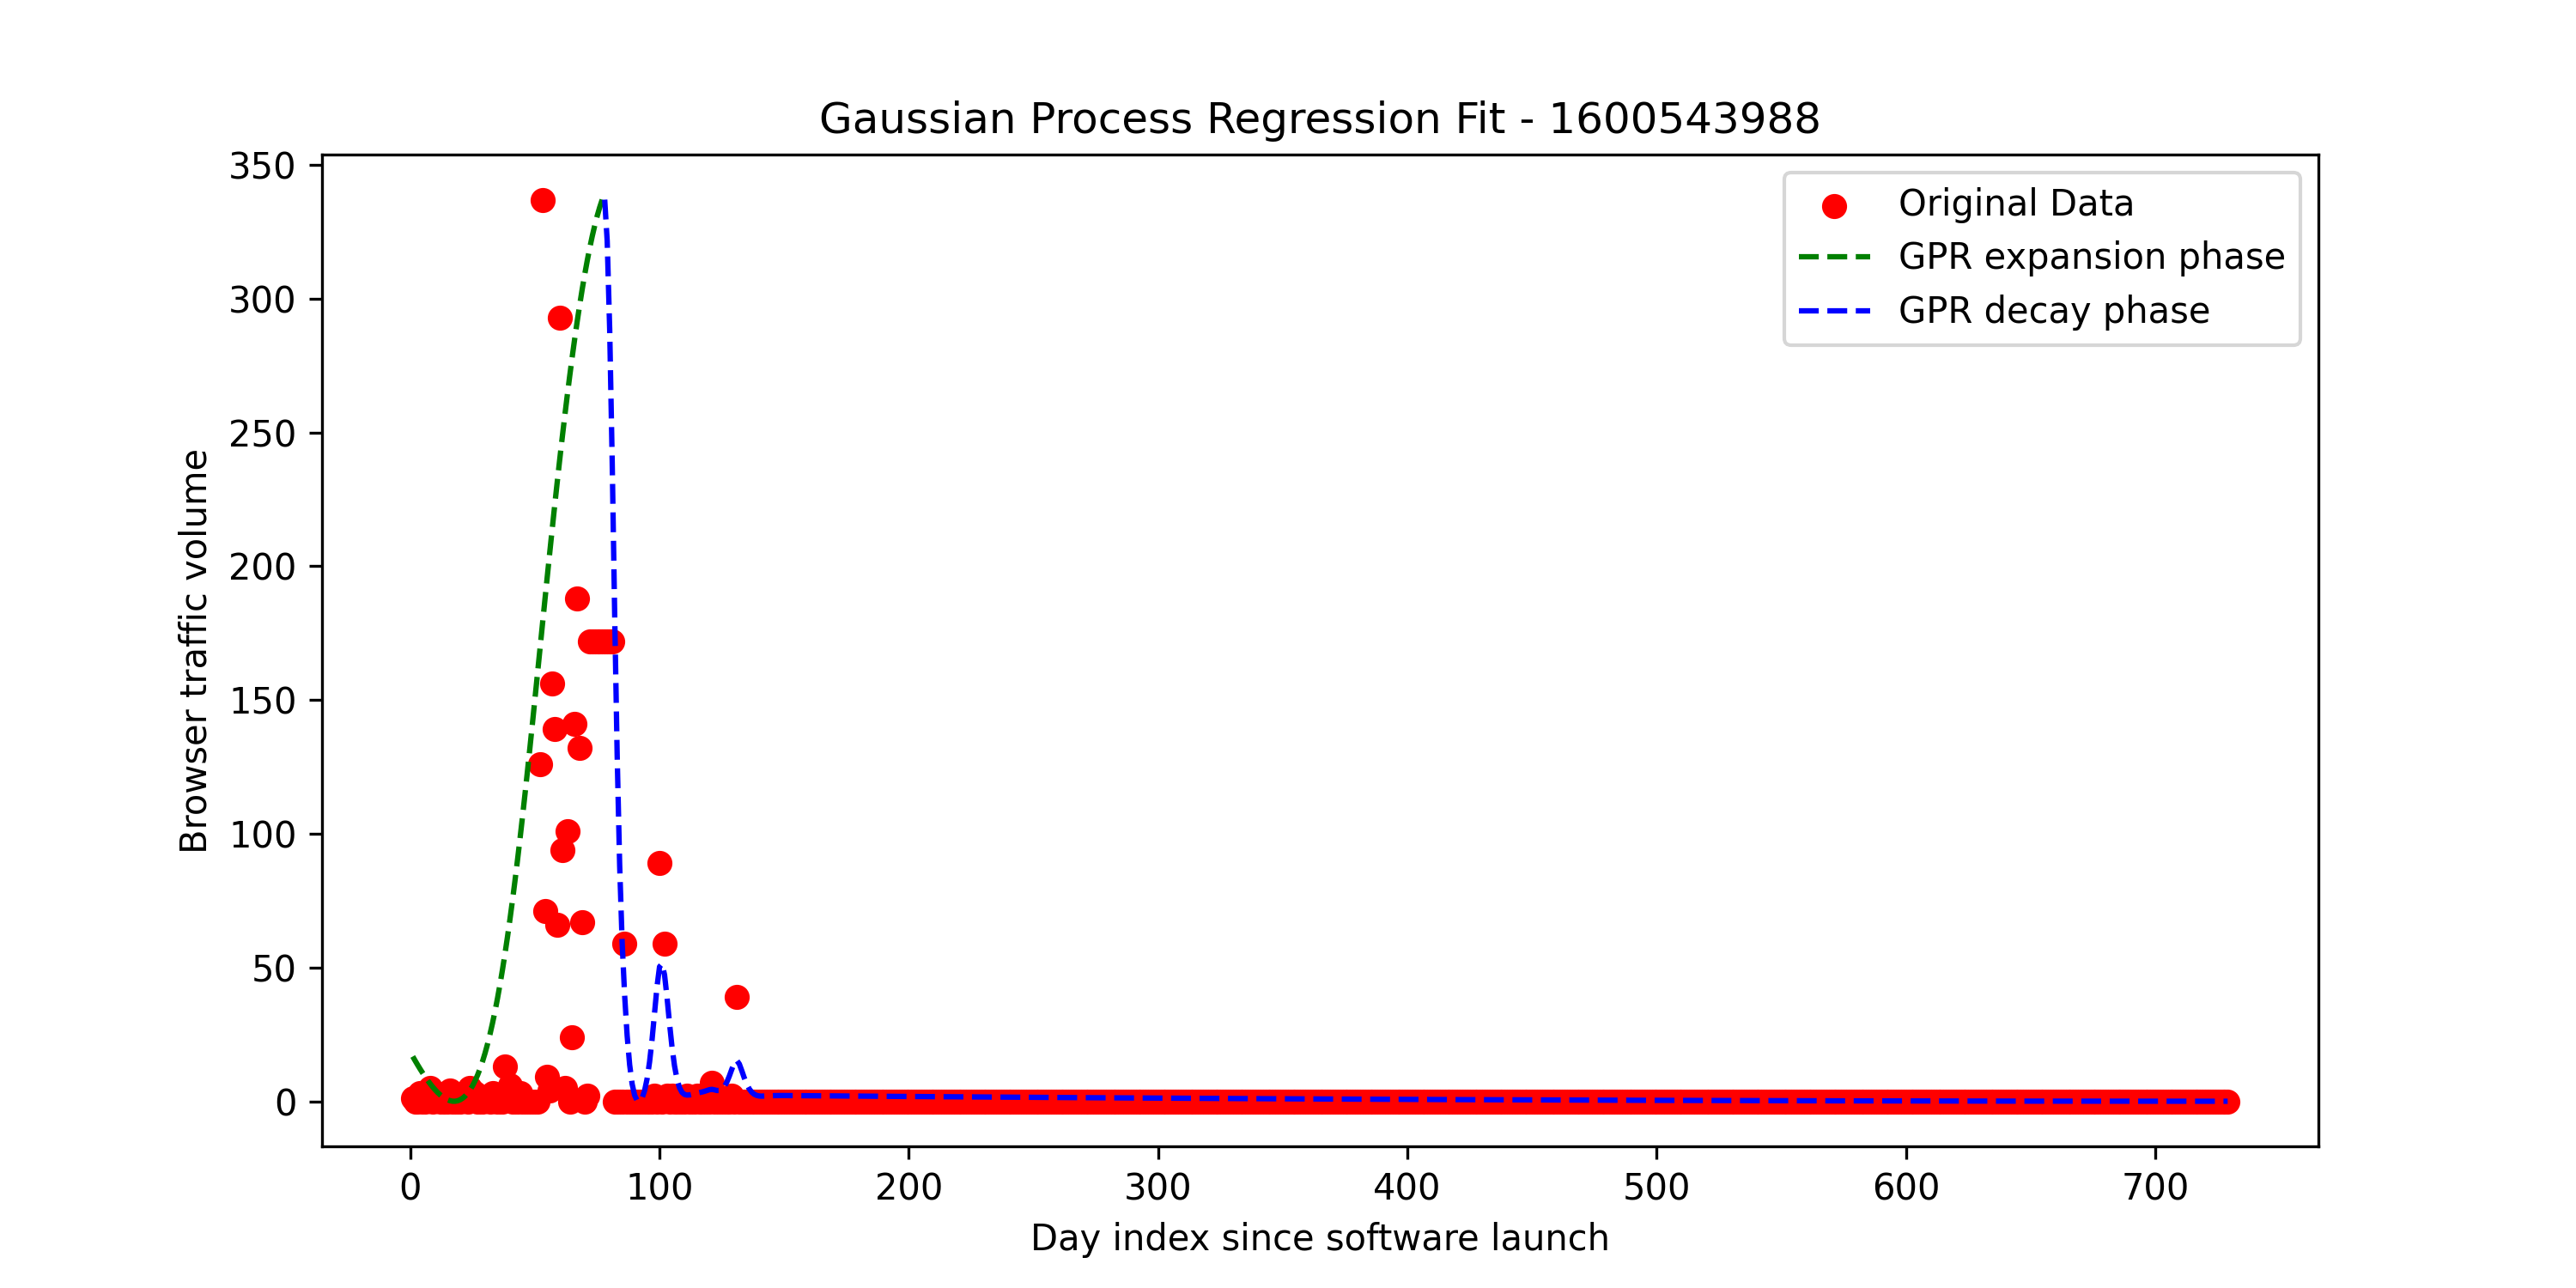 Gaussian Process Regression Fit - 1600543988
350
300
250
200
150
100
50
0
Browser traffic volume
Original Data
GPR expansion phase
GPR decay phase
0 100 200 300 400 500 600 700
Day index since software launch